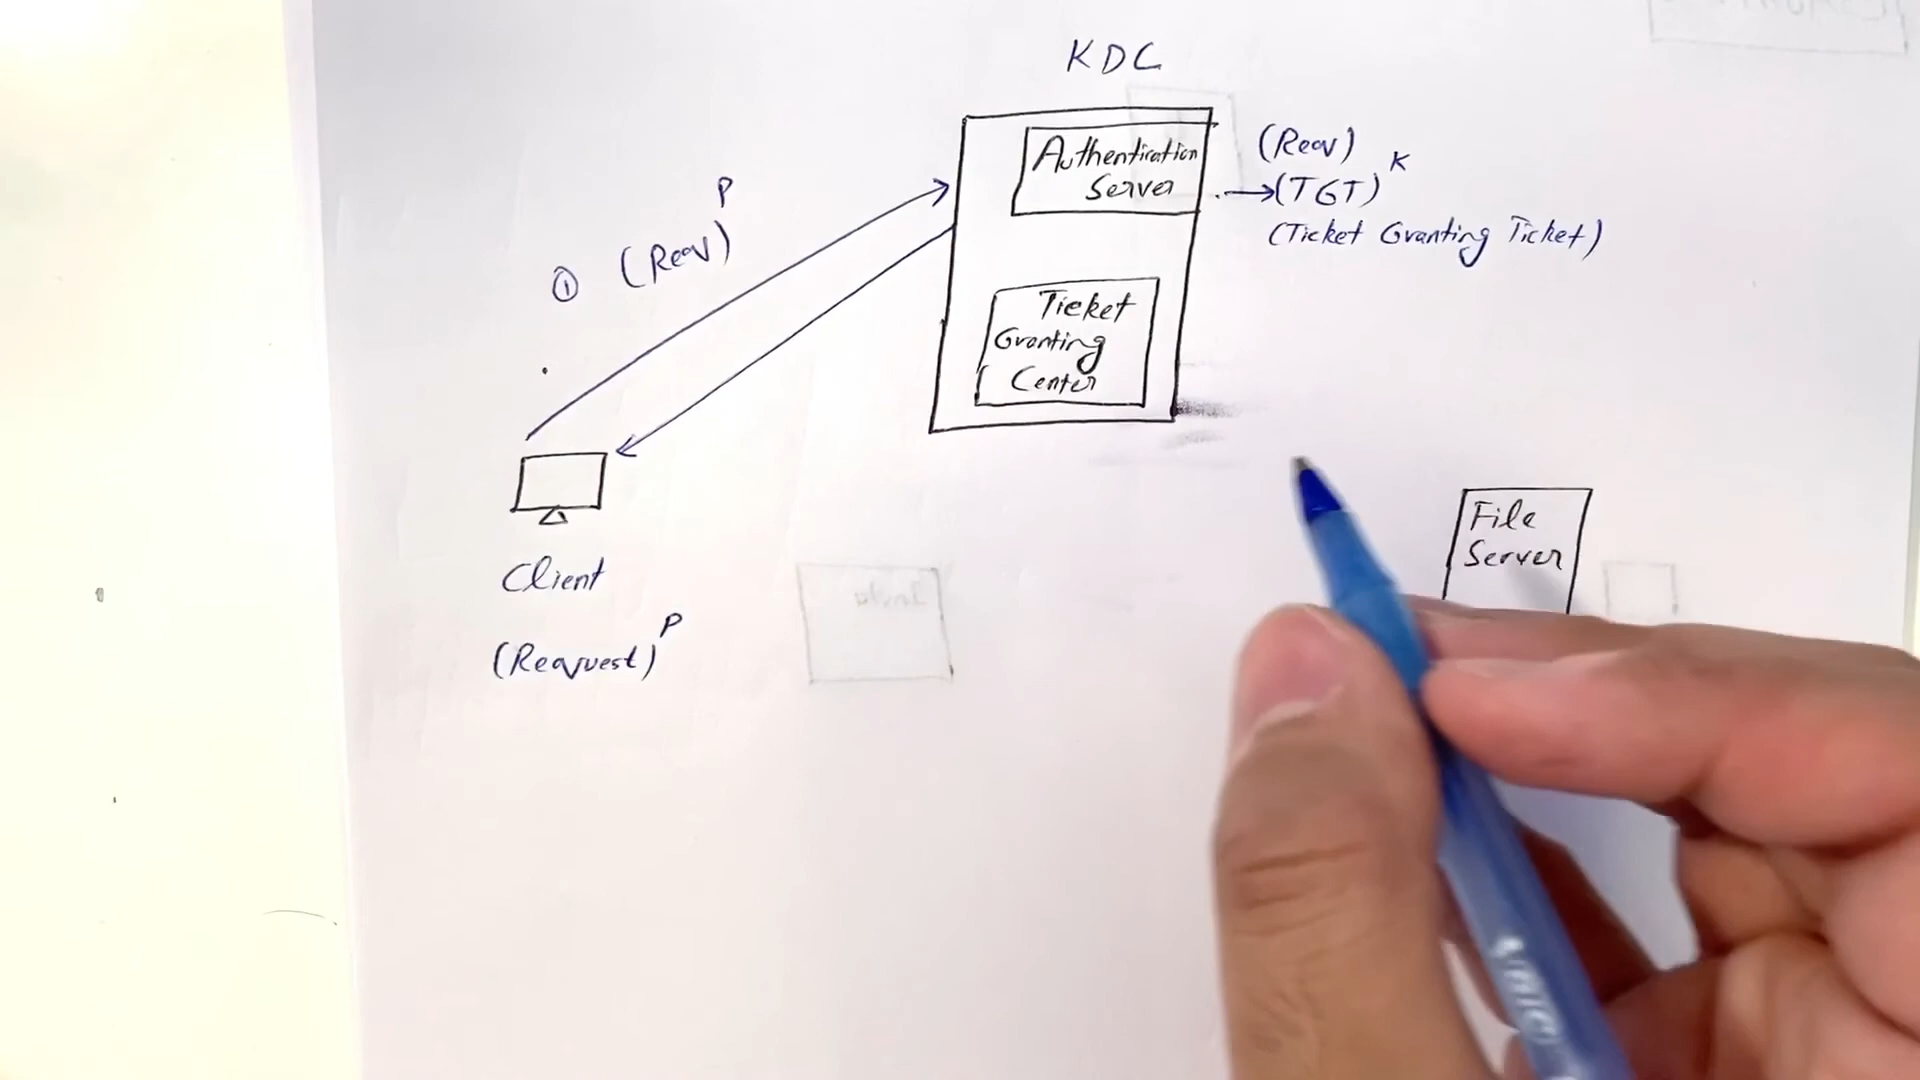 KDC
Authentication
Server
(Req)
→(TGT)ᴷ
(Ticket Granting Ticket)
P
① (Req)
Ticket
Granting
Center
File
Server
Client
(Request)ᴾ